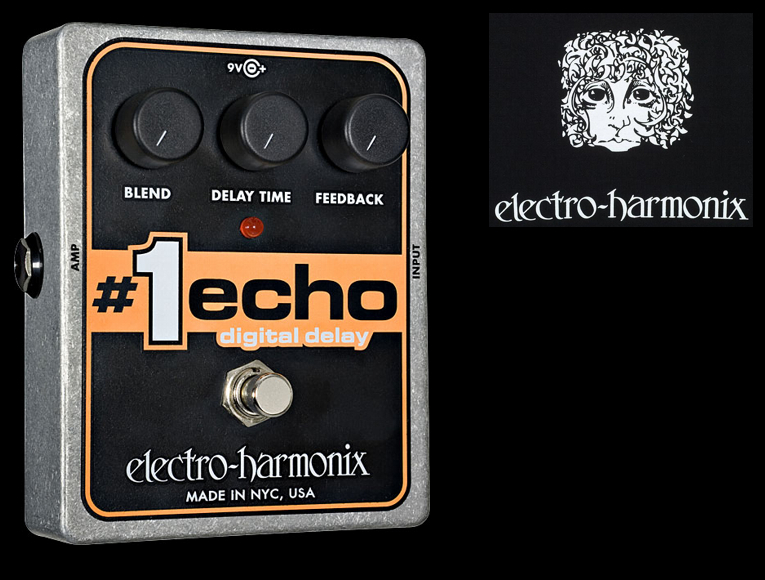 9V
BLEND
DELAY TIME
FEEDBACK
AMP
INPUT
#1echo
digital delay
electro-harmonix
MADE IN NYC, USA
electro-harmonix